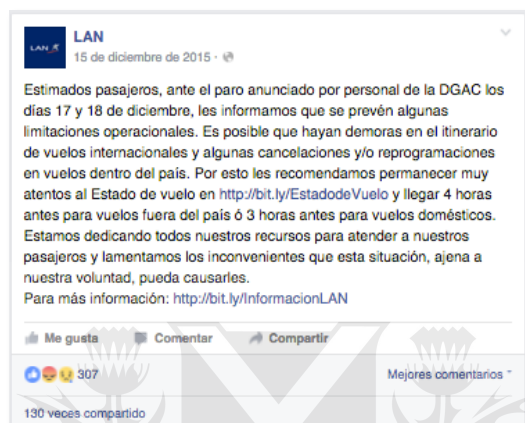 LAN
LAN
15 de diciembre de 2015 ·
Estimados pasajeros, ante el paro anunciado por personal de la DGAC los
días 17 y 18 de diciembre, les informamos que se prevén algunas
limitaciones operacionales. Es posible que hayan demoras en el itinerario
de vuelos internacionales y algunas cancelaciones y/o reprogramaciones
en vuelos dentro del país. Por esto les recomendamos permanecer muy
atentos al Estado de vuelo en http://bit.ly/EstadodeVuelo y llegar 4 horas
antes para vuelos fuera del país ó 3 horas antes para vuelos domésticos.
Estamos dedicando todos nuestros recursos para atender a nuestros
pasajeros y lamentamos los inconvenientes que esta situación, ajena a
nuestra voluntad, pueda causarles.
Para más información: http://bit.ly/InformacionLAN
Me gusta Comentar Compartir
307 Mejores comentarios
130 veces compartido